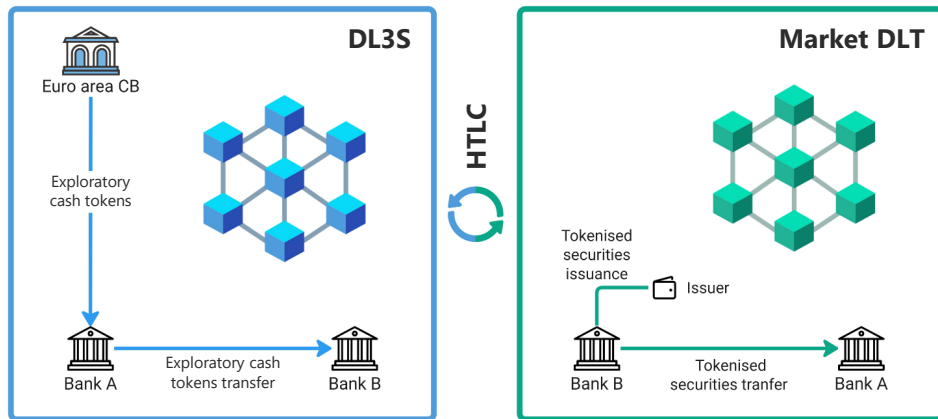 DL3S
Euro area CB
Exploratory
cash tokens
Bank A
Exploratory cash
tokens transfer
Bank B
HTLC
Market DLT
Tokenised
securities
issuance
Issuer
Bank B
Tokenised
securities tranfer
Bank A